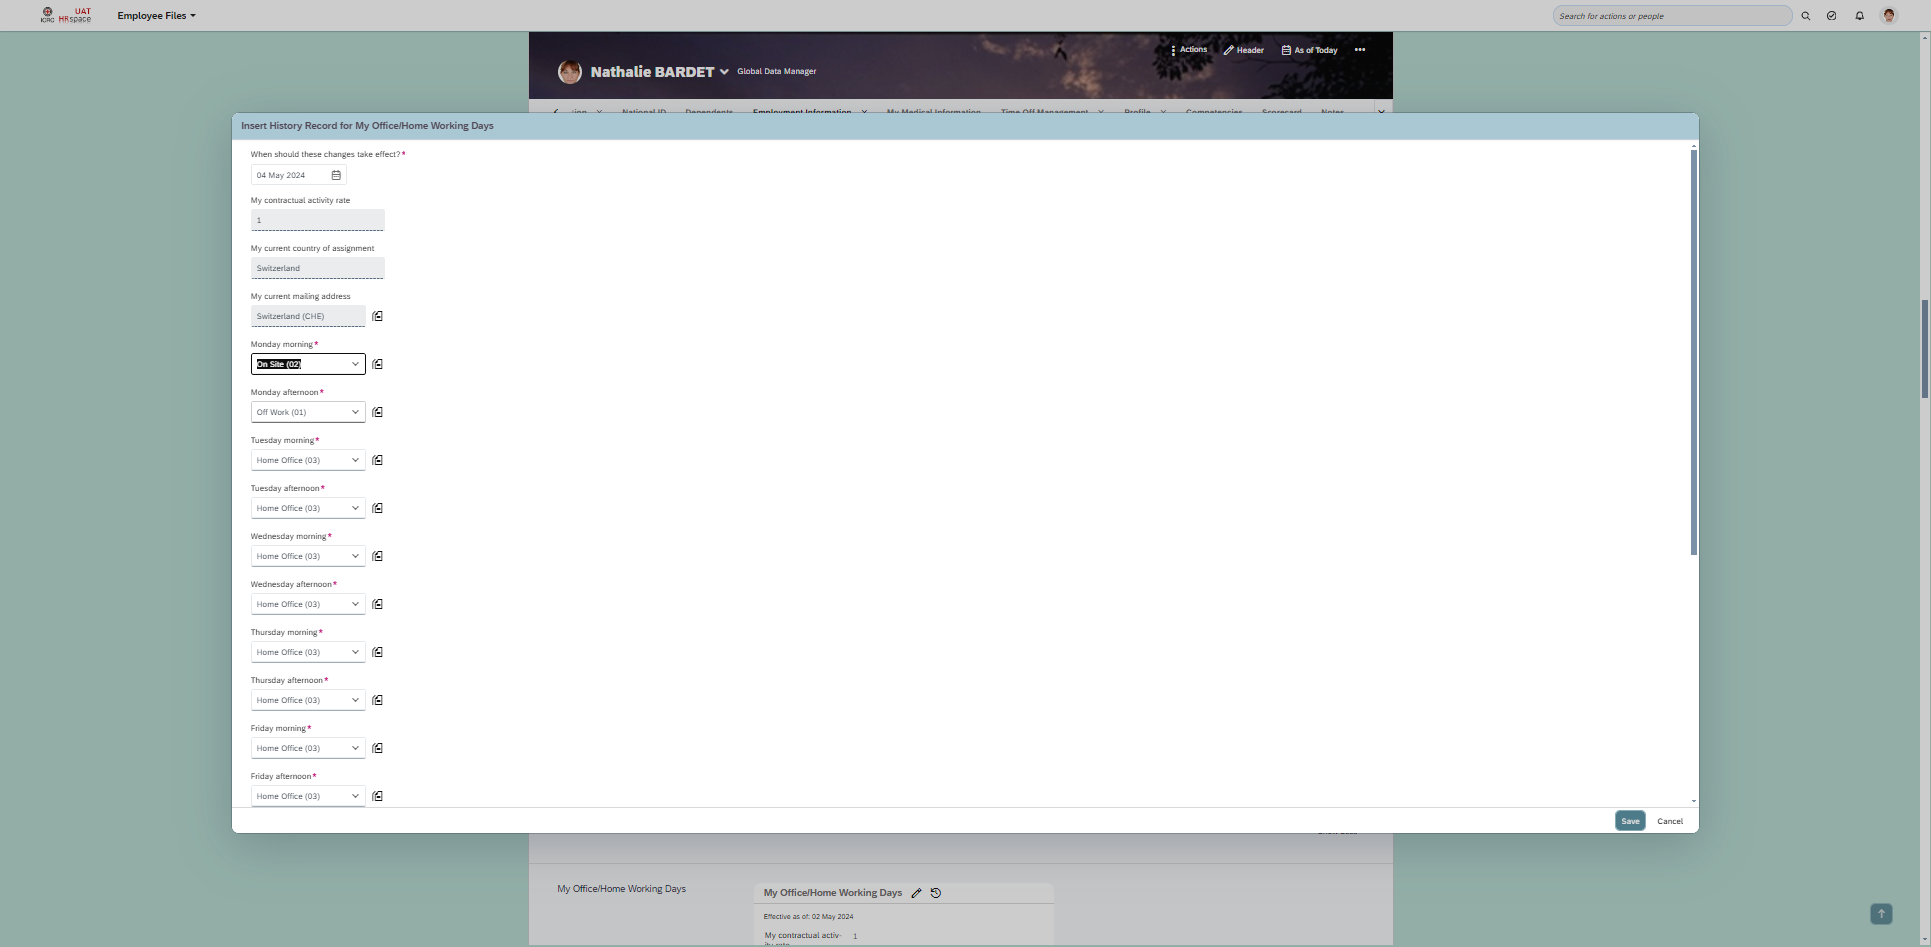 UAT
ICRC HRspace
Employee Files
Search for actions or people
Actions
Header
As of Today
Nathalie BARDET
Global Data Manager
National ID
Dependents
Employment Information
My Medical Information
Time Off Management
Profile
Competencies
Scorecard
Notes
Insert History Record for My Office/Home Working Days
When should these changes take effect?*
04 May 2024
My contractual activity rate
1
My current country of assignment
Switzerland
My current mailing address
Switzerland (CHE)
Monday morning*
On Site (02)
Monday afternoon*
Off Work (01)
Tuesday morning*
Home Office (03)
Tuesday afternoon*
Home Office (03)
Wednesday morning*
Home Office (03)
Wednesday afternoon*
Home Office (03)
Thursday morning*
Home Office (03)
Thursday afternoon*
Home Office (03)
Friday morning*
Home Office (03)
Friday afternoon*
Home Office (03)
Save
Cancel
My Office/Home Working Days
My Office/Home Working Days
Effective as of: 02 May 2024
My contractual activ- 1